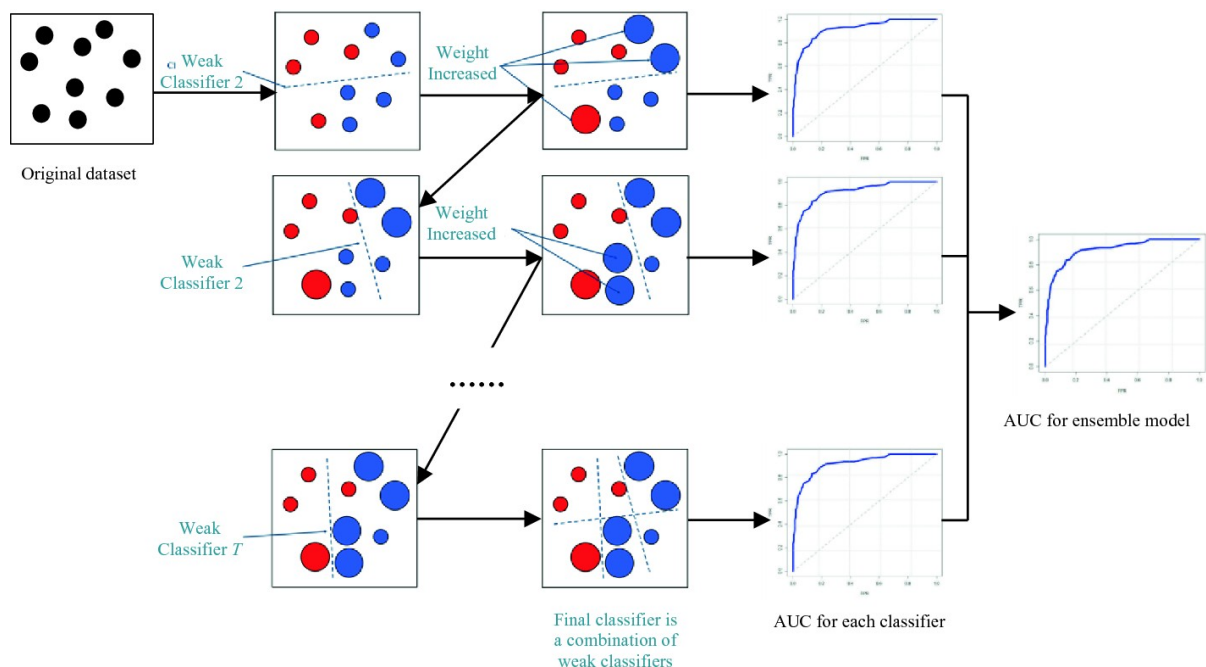 Original dataset
Cl Weak
Classifier 2
Weight
Increased
Weak
Classifier 2
Weight
Increased
......
Weak
Classifier T
Final classifier is
a combination of
weak classifiers
AUC for each classifier
AUC for ensemble model